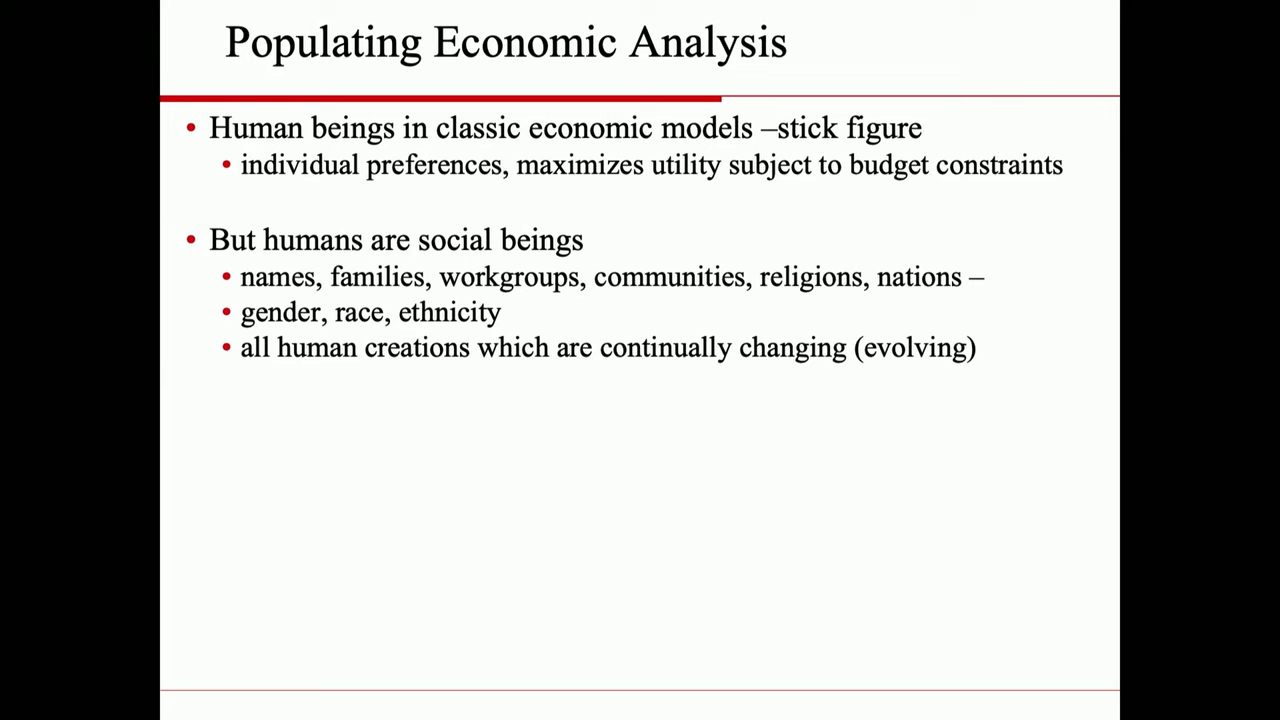 Populating Economic Analysis
• Human beings in classic economic models –stick figure
• individual preferences, maximizes utility subject to budget constraints
• But humans are social beings
• names, families, workgroups, communities, religions, nations –
• gender, race, ethnicity
• all human creations which are continually changing (evolving)